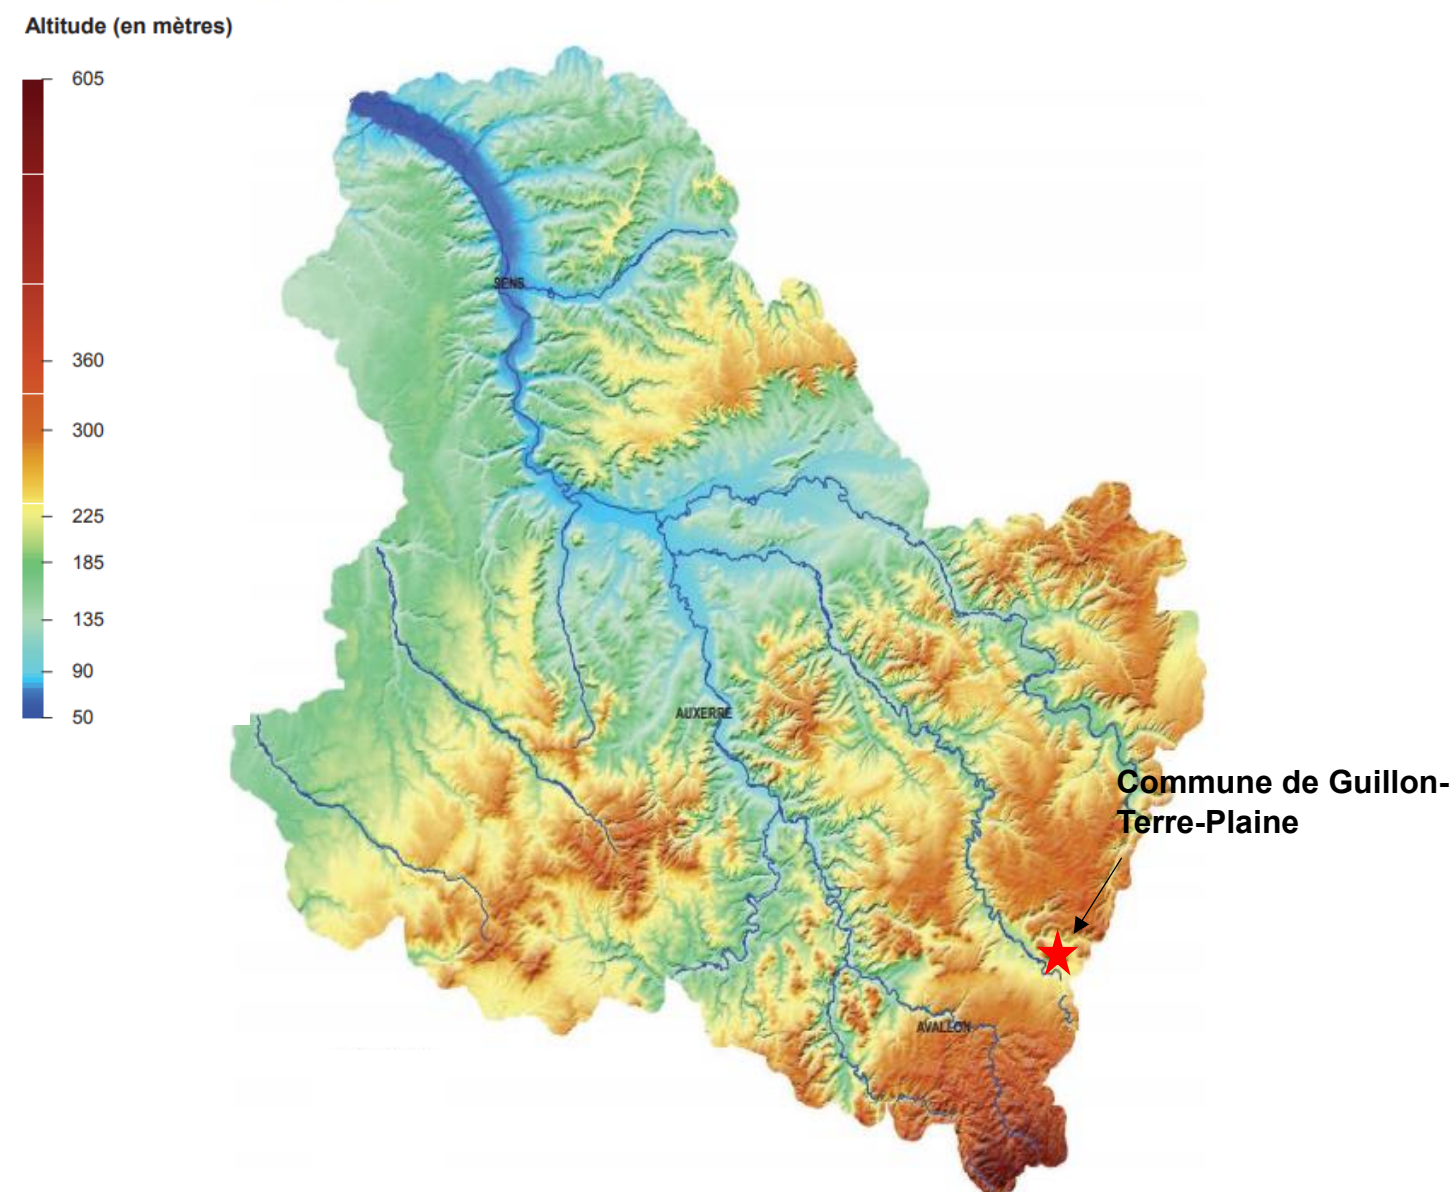 Altitude (en mètres)
605
360
300
225
185
135
90
50
SENS
AUXERRE
Commune de Guillon-
Terre-Plaine
AVALLON